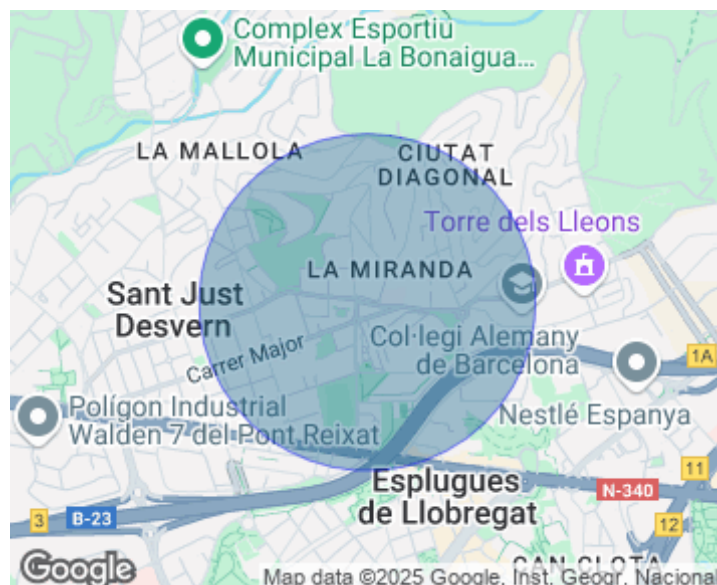 Complex Esportiu
Municipal La Bonaigua...
LA MALLOLA
CIUTAT
DIAGONAL
Torre dels Lleons
LA MIRANDA
Sant Just
Desvern
Carrer Major
Col·legi Alemany
de Barcelona
1A
Polígon Industrial
Walden 7 del Pont Reixat
Nestlé Espanya
Esplugues
de Llobregat
11
N-340
3
B-23
12
CAN CLOTA
Google
Map data ©2025 Google, Inst. Geogr. Nacional